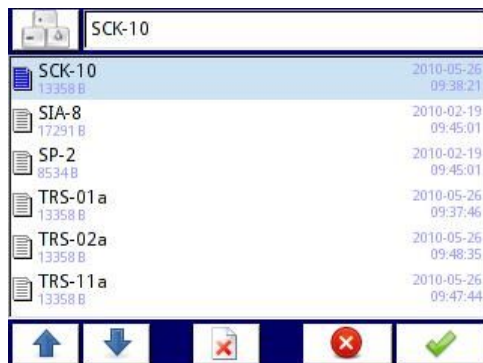 SCK-10
SCK-10
2010-05-26
13358 B
09:38:21
SIA-8
2010-02-19
17291 B
09:45:01
SP-2
2010-02-19
8534 B
09:45:01
TRS-01a
2010-05-26
13358 B
09:37:46
TRS-02a
2010-05-26
13358 B
09:48:35
TRS-11a
2010-05-26
13358 B
09:47:44